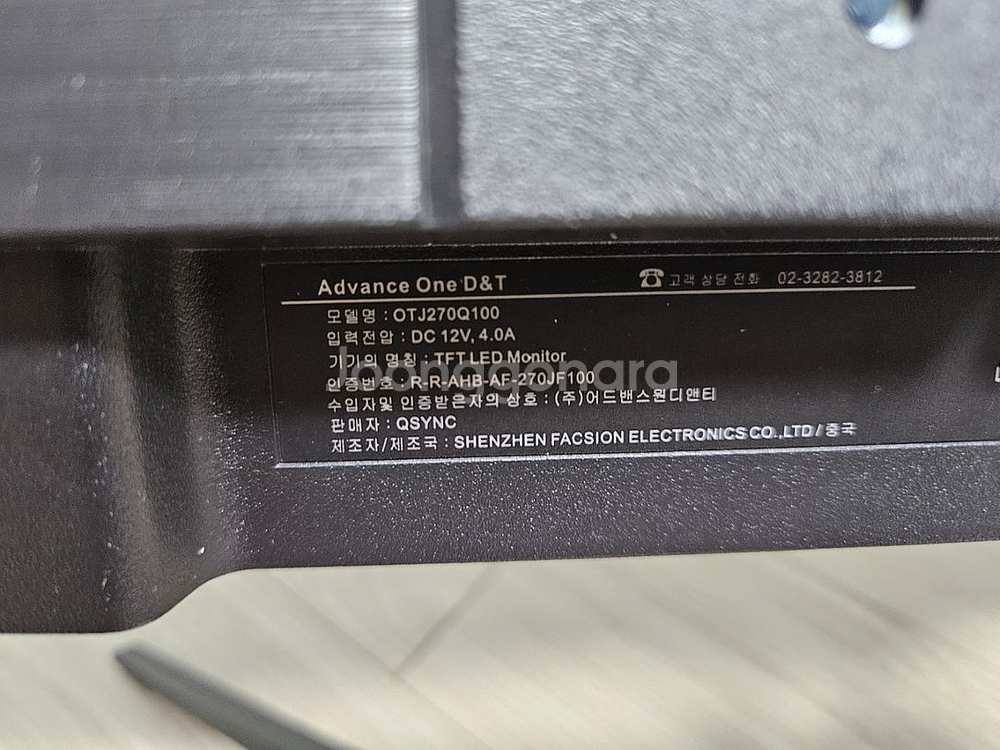 Advance One D&T ☎고객 상담 전화 02-3282-3812
모델명 : OTJ270Q100
입력전압 : DC 12V, 4.0A
기기의 명칭 : TFT LED Monitor
Joonggonara
인증번호 : R-R-AHB-AF-270JF100
수입자및 인증받은자의 상호 : (주)어드밴스원디앤티
판매자 : QSYNC
제조자/제조국 : SHENZHEN FACSION ELECTRONICS CO.,LTD / 중국